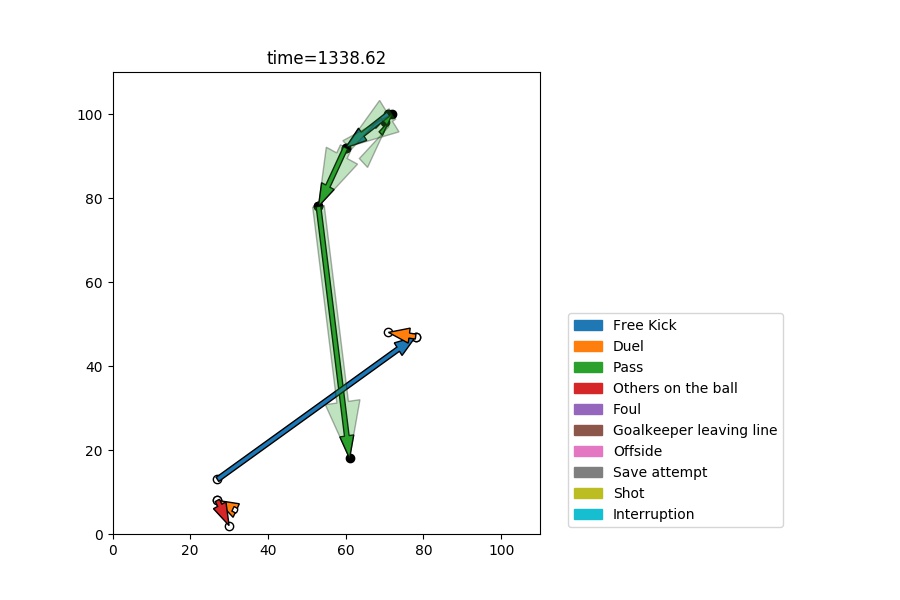 time=1338.62
100
80
60
40
20
0
0 20 40 60 80 100
Free Kick
Duel
Pass
Others on the ball
Foul
Goalkeeper leaving line
Offside
Save attempt
Shot
Interruption